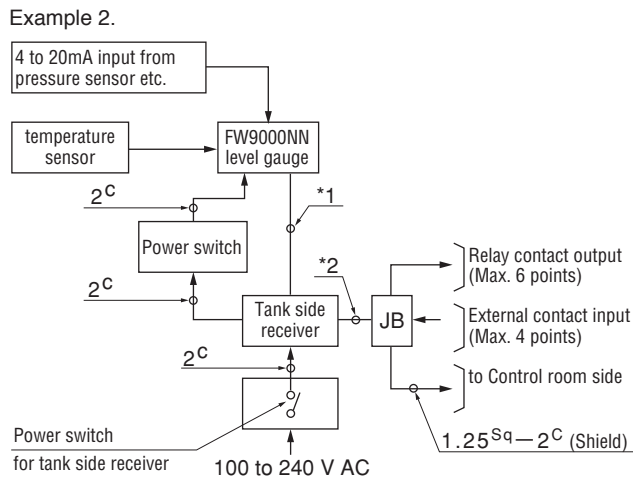 Example 2.
4 to 20mA input from
pressure sensor etc.
temperature
sensor
FW9000NN
level gauge
2c
*1
Power switch
*2
Relay contact output
(Max. 6 points)
2c
Tank side
receiver
JB
External contact input
(Max. 4 points)
2c
to Control room side
Power switch
for tank side receiver
1.25Sq—2C (Shield)
100 to 240 V AC